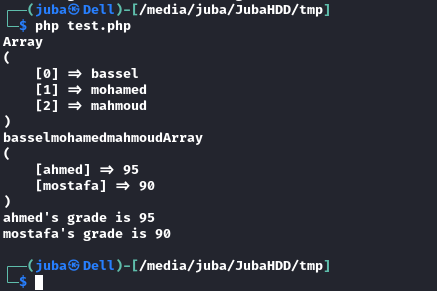 ┌──(juba㉿Dell)-[/media/juba/JubaHDD/tmp]
└─$ php test.php
Array
(
    [0] => bassel
    [1] => mohamed
    [2] => mahmoud
)
basselmohamedmahmoudArray
(
    [ahmed] => 95
    [mostafa] => 90
)
ahmed's grade is 95
mostafa's grade is 90

┌──(juba㉿Dell)-[/media/juba/JubaHDD/tmp]
└─$